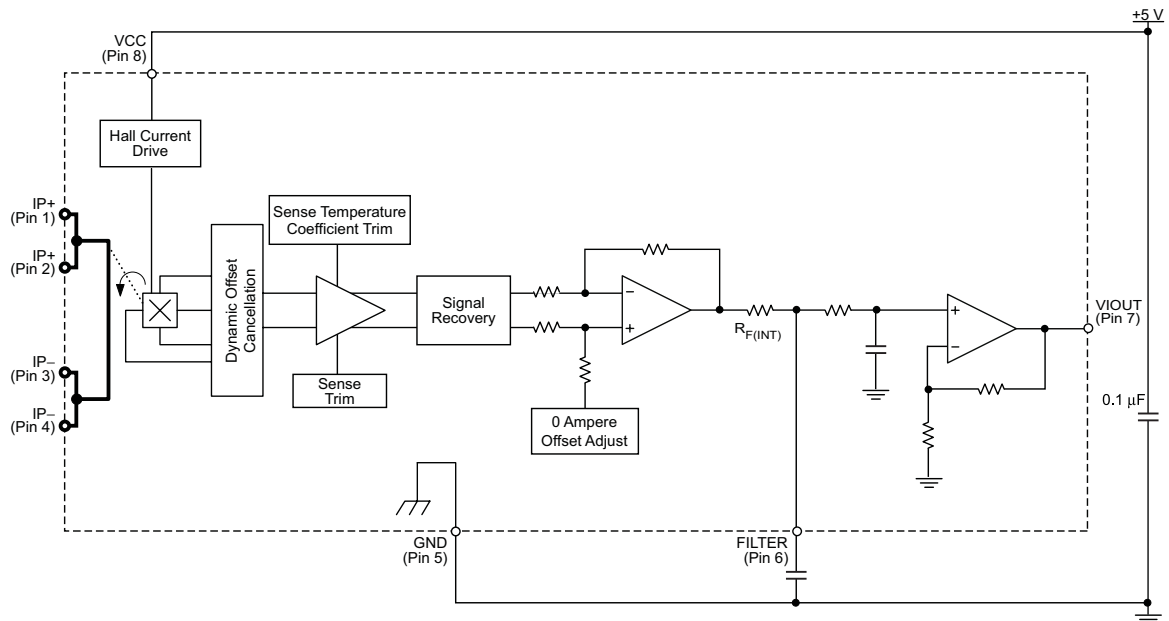 +5 V
VCC
(Pin 8)
Hall Current
Drive
IP+
(Pin 1)
IP+
(Pin 2)
IP−
(Pin 3)
IP−
(Pin 4)
Dynamic Offset
Cancellation
Sense Temperature
Coefficient Trim
Sense
Trim
Signal
Recovery
0 Ampere
Offset Adjust
−
+
RF(INT)
+
−
VIOUT
(Pin 7)
0.1 µF
GND
(Pin 5)
FILTER
(Pin 6)